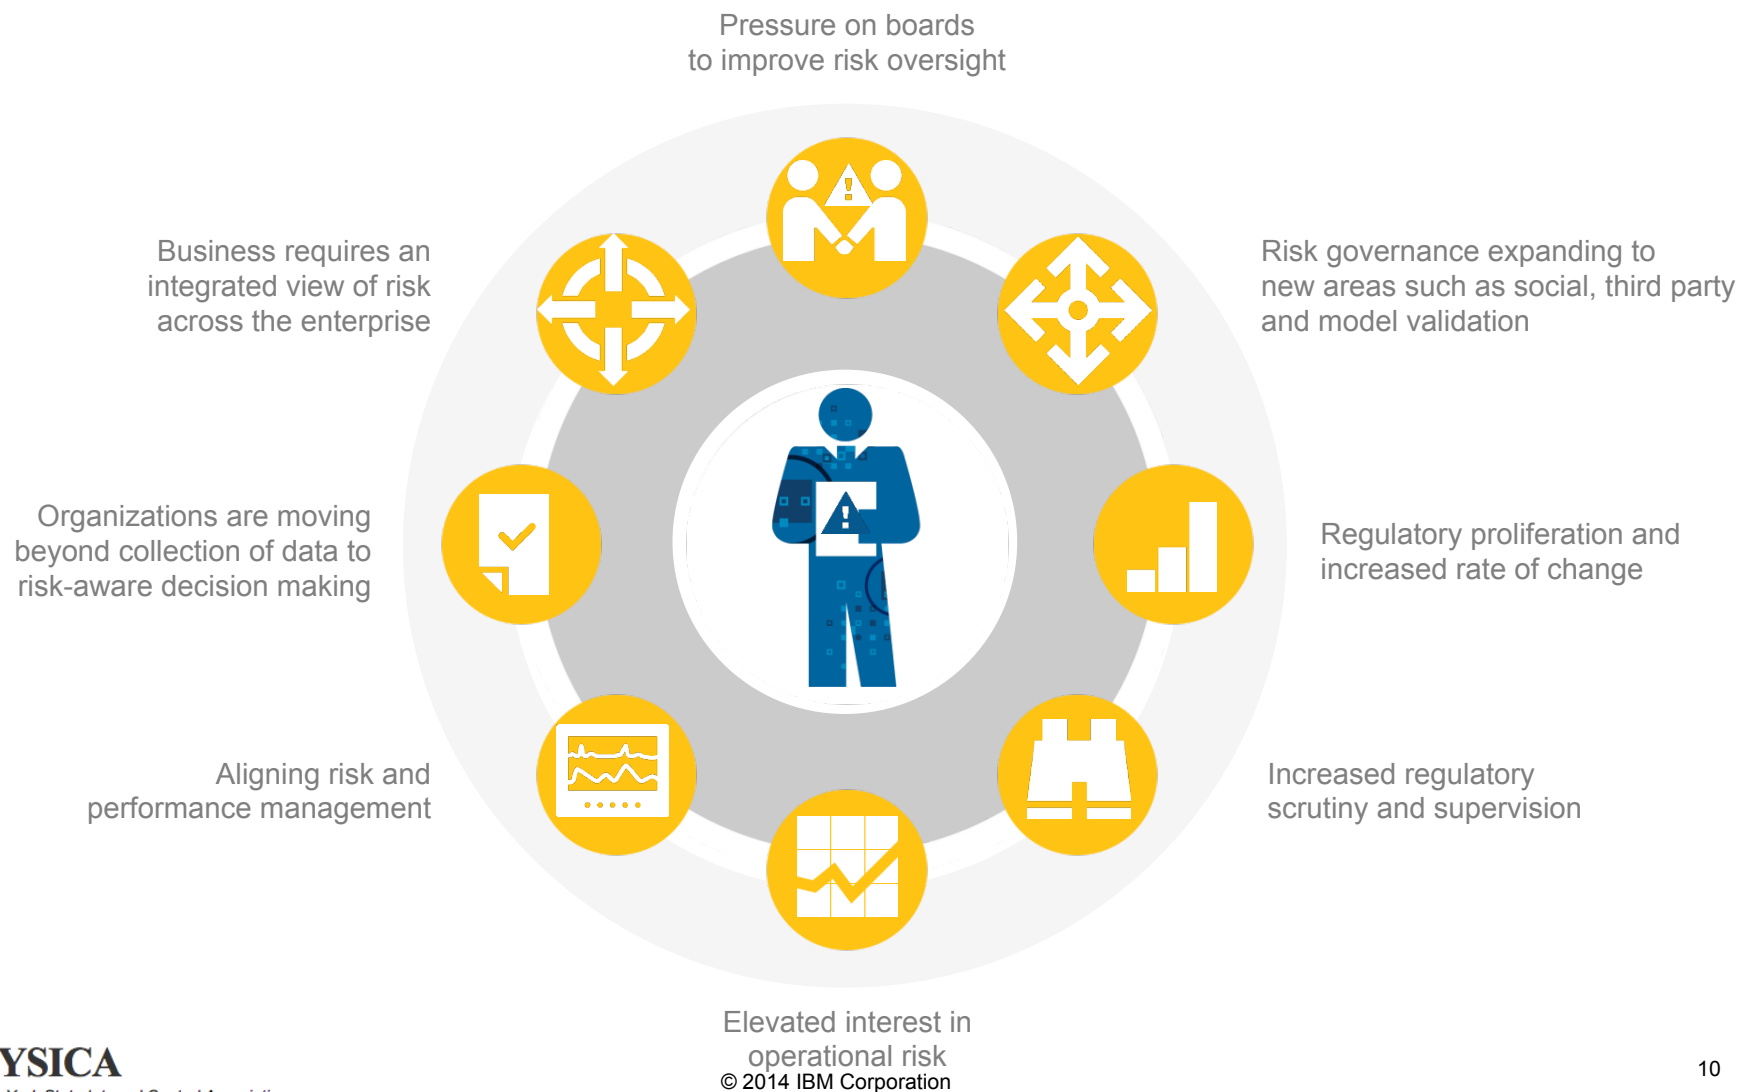 Pressure on boards
to improve risk oversight
Business requires an
integrated view of risk
across the enterprise
Risk governance expanding to
new areas such as social, third party
and model validation
Organizations are moving
beyond collection of data to
risk-aware decision making
Regulatory proliferation and
increased rate of change
Aligning risk and
performance management
Increased regulatory
scrutiny and supervision
Elevated interest in
operational risk
YSICA
© 2014 IBM Corporation
10